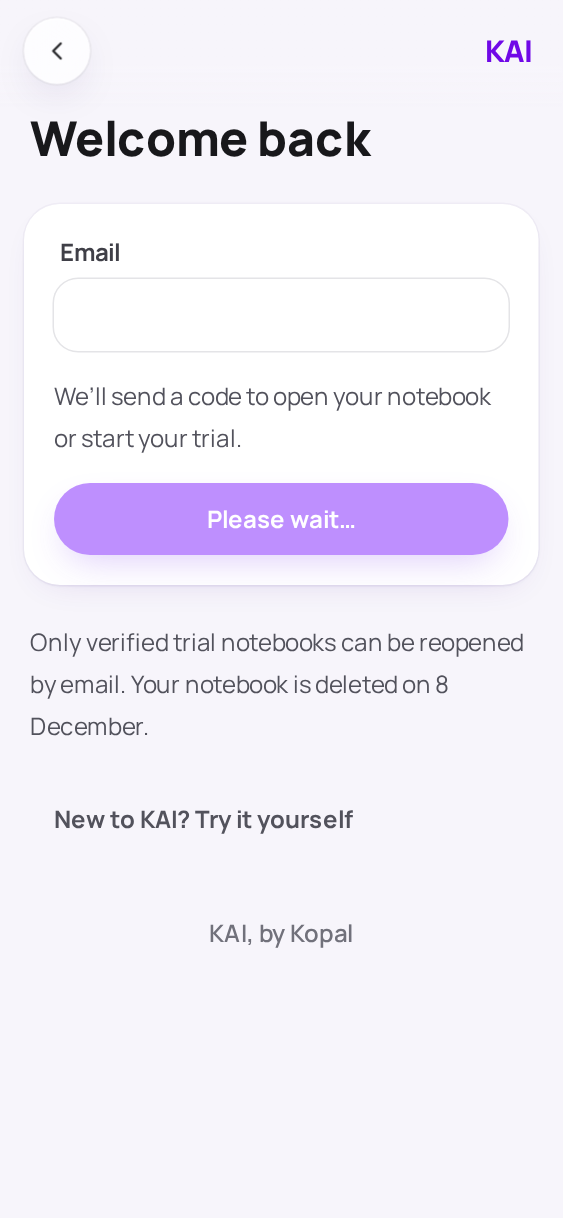 KAI
Welcome back
Email
We’ll send a code to open your notebook
or start your trial.
Please wait…
Only verified trial notebooks can be reopened
by email. Your notebook is deleted on 8
December.
New to KAI? Try it yourself
KAI, by Kopal